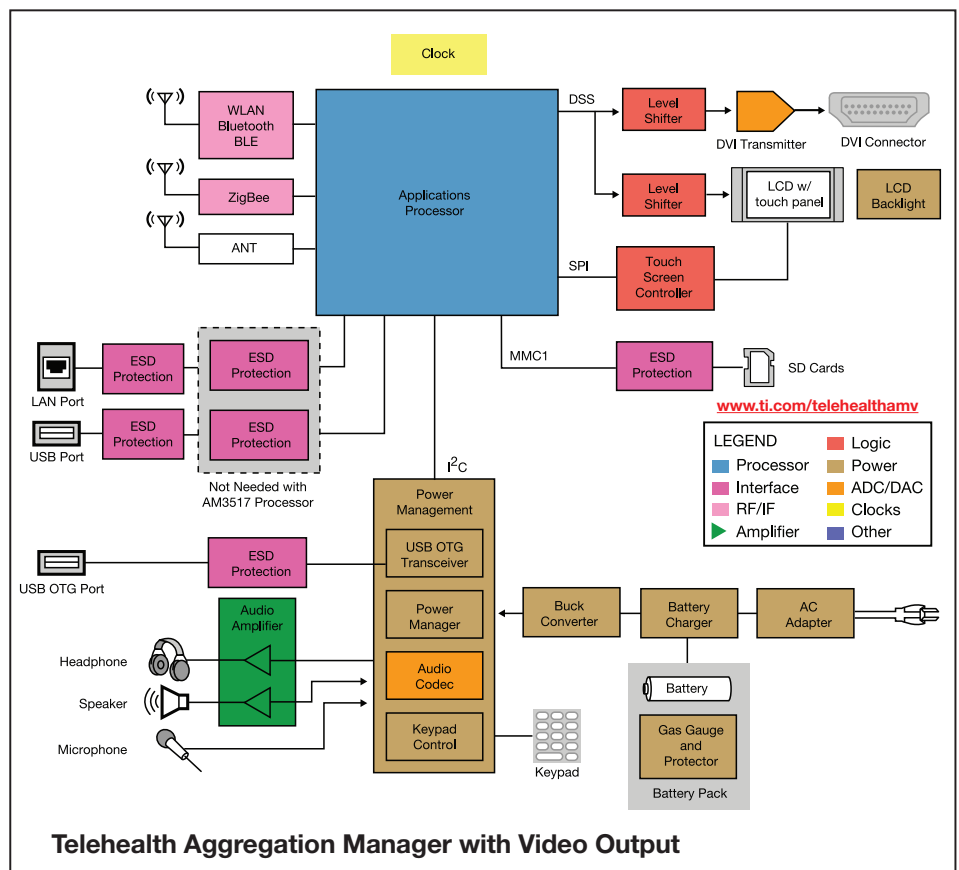 Clock
WLAN
Bluetooth
BLE
ZigBee
ANT
Applications
Processor
DSS
Level
Shifter
DVI Transmitter
DVI Connector
Level
Shifter
LCD w/
touch panel
LCD
Backlight
SPI
Touch
Screen
Controller
MMC1
ESD
Protection
SD Cards
LAN Port
ESD
Protection
ESD
Protection
USB Port
ESD
Protection
ESD
Protection
Not Needed with
AM3517 Processor
www.ti.com/telehealthamv
LEGEND
Processor
Interface
RF/IF
Amplifier
Logic
Power
ADC/DAC
Clocks
Other
I²C
Power
Management
USB OTG
Transceiver
Power
Manager
Audio
Codec
Keypad
Control
USB OTG Port
ESD
Protection
Audio
Amplifier
Headphone
Speaker
Microphone
Keypad
Buck
Converter
Battery
Charger
AC
Adapter
Battery
Gas Gauge
and
Protector
Battery Pack
Telehealth Aggregation Manager with Video Output